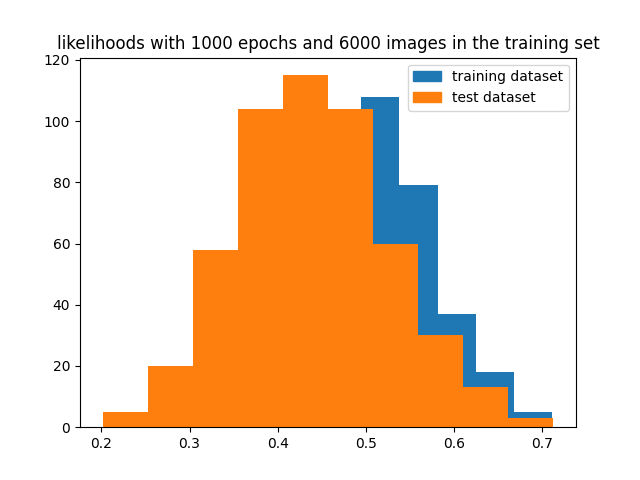 likelihoods with 1000 epochs and 6000 images in the training set
training dataset
test dataset
120
100
80
60
40
20
0
0.2 0.3 0.4 0.5 0.6 0.7